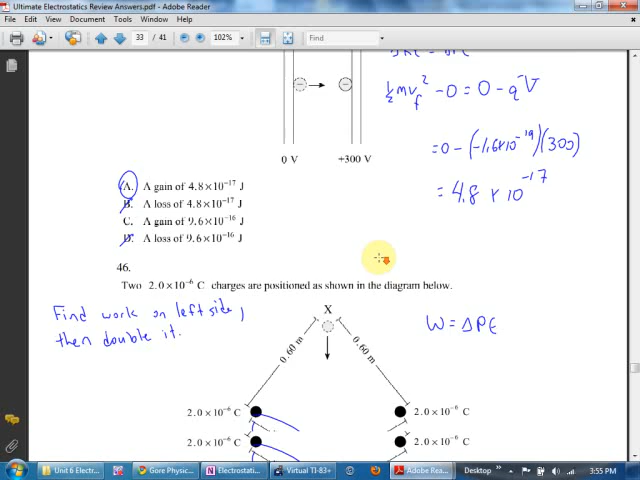 Ultimate Electrostatics Review Answers.pdf - Adobe Reader
File Edit View Document Tools Window Help
33 / 41 102% Find
½mv_f² - 0 = 0 - q⁻V
= 0 - (-1.6×10⁻¹⁹)(300)
= 4.8 × 10⁻¹⁷
0 V +300 V
A. A gain of 4.8×10⁻¹⁷ J
B. A loss of 4.8×10⁻¹⁷ J
C. A gain of 9.6×10⁻¹⁶ J
D. A loss of 9.6×10⁻¹⁶ J
46.
Two 2.0×10⁻⁶ C charges are positioned as shown in the diagram below.
Find work on left side,
then double it.
X
W = ΔPE
0.60 m 0.60 m
2.0×10⁻⁶ C 2.0×10⁻⁶ C
2.0×10⁻⁶ C 2.0×10⁻⁶ C
Unit 6 Electr... Gore Physic... Electrostati... Virtual TI-83+ Adobe Rea... Desktop 3:55 PM